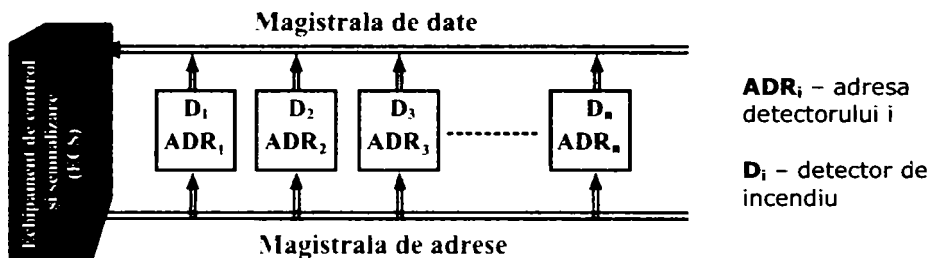 Magistrala de date
Echipament de control
și semnalizare
(ECS)
D₁
ADR₁
D₂
ADR₂
D₃
ADR₃
Dₙ
ADRₙ
Magistrala de adrese
ADRᵢ – adresa
detectorului i
Dᵢ – detector de
incendiu